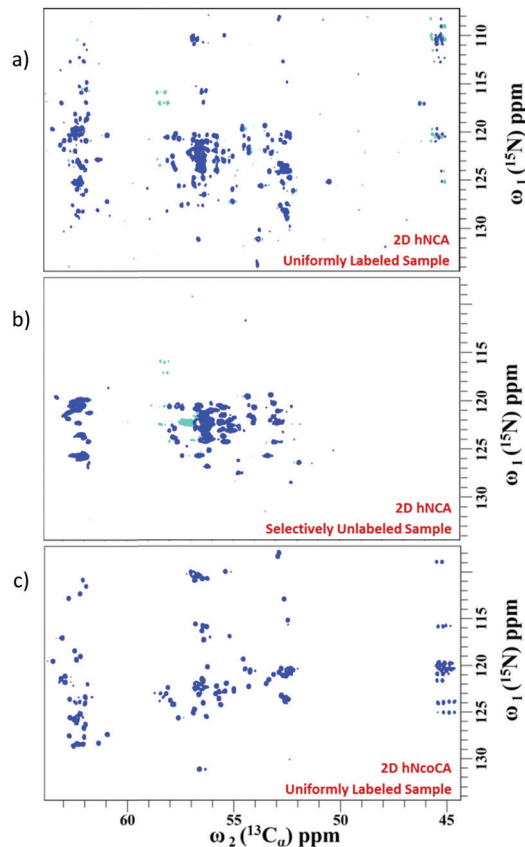 a)
110
115
120
125
130
ω₁ (¹⁵N) ppm
2D hNCA
Uniformly Labeled Sample
b)
115
120
125
130
ω₁ (¹⁵N) ppm
2D hNCA
Selectively Unlabeled Sample
c)
110
115
120
125
130
ω₁ (¹⁵N) ppm
2D hNcoCA
Uniformly Labeled Sample
60 55 50 45
ω₂ (¹³Cα) ppm